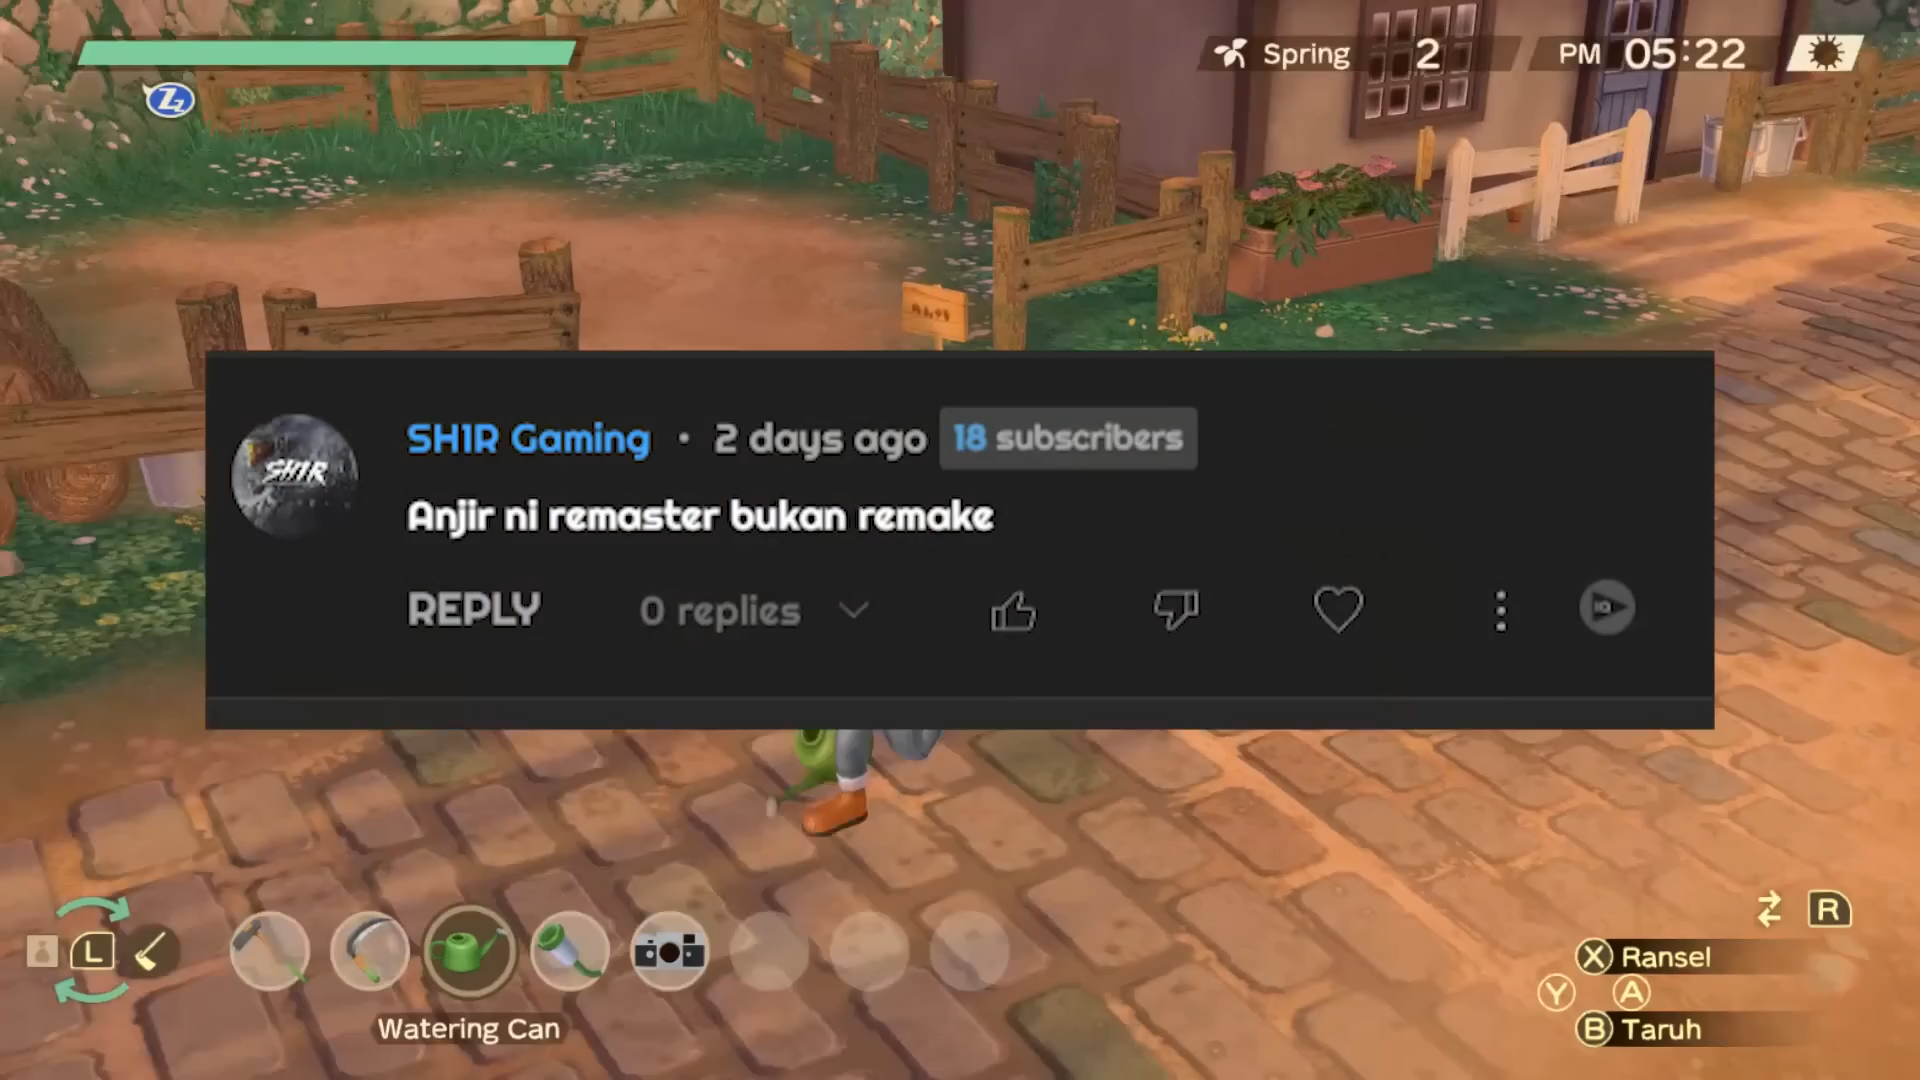 Spring 2 PM 05:22
SH1R Gaming • 2 days ago 18 subscribers
SH1R
Anjir ni remaster bukan remake
REPLY 0 replies
L
R
X Ransel
Y A
B Taruh
Watering Can